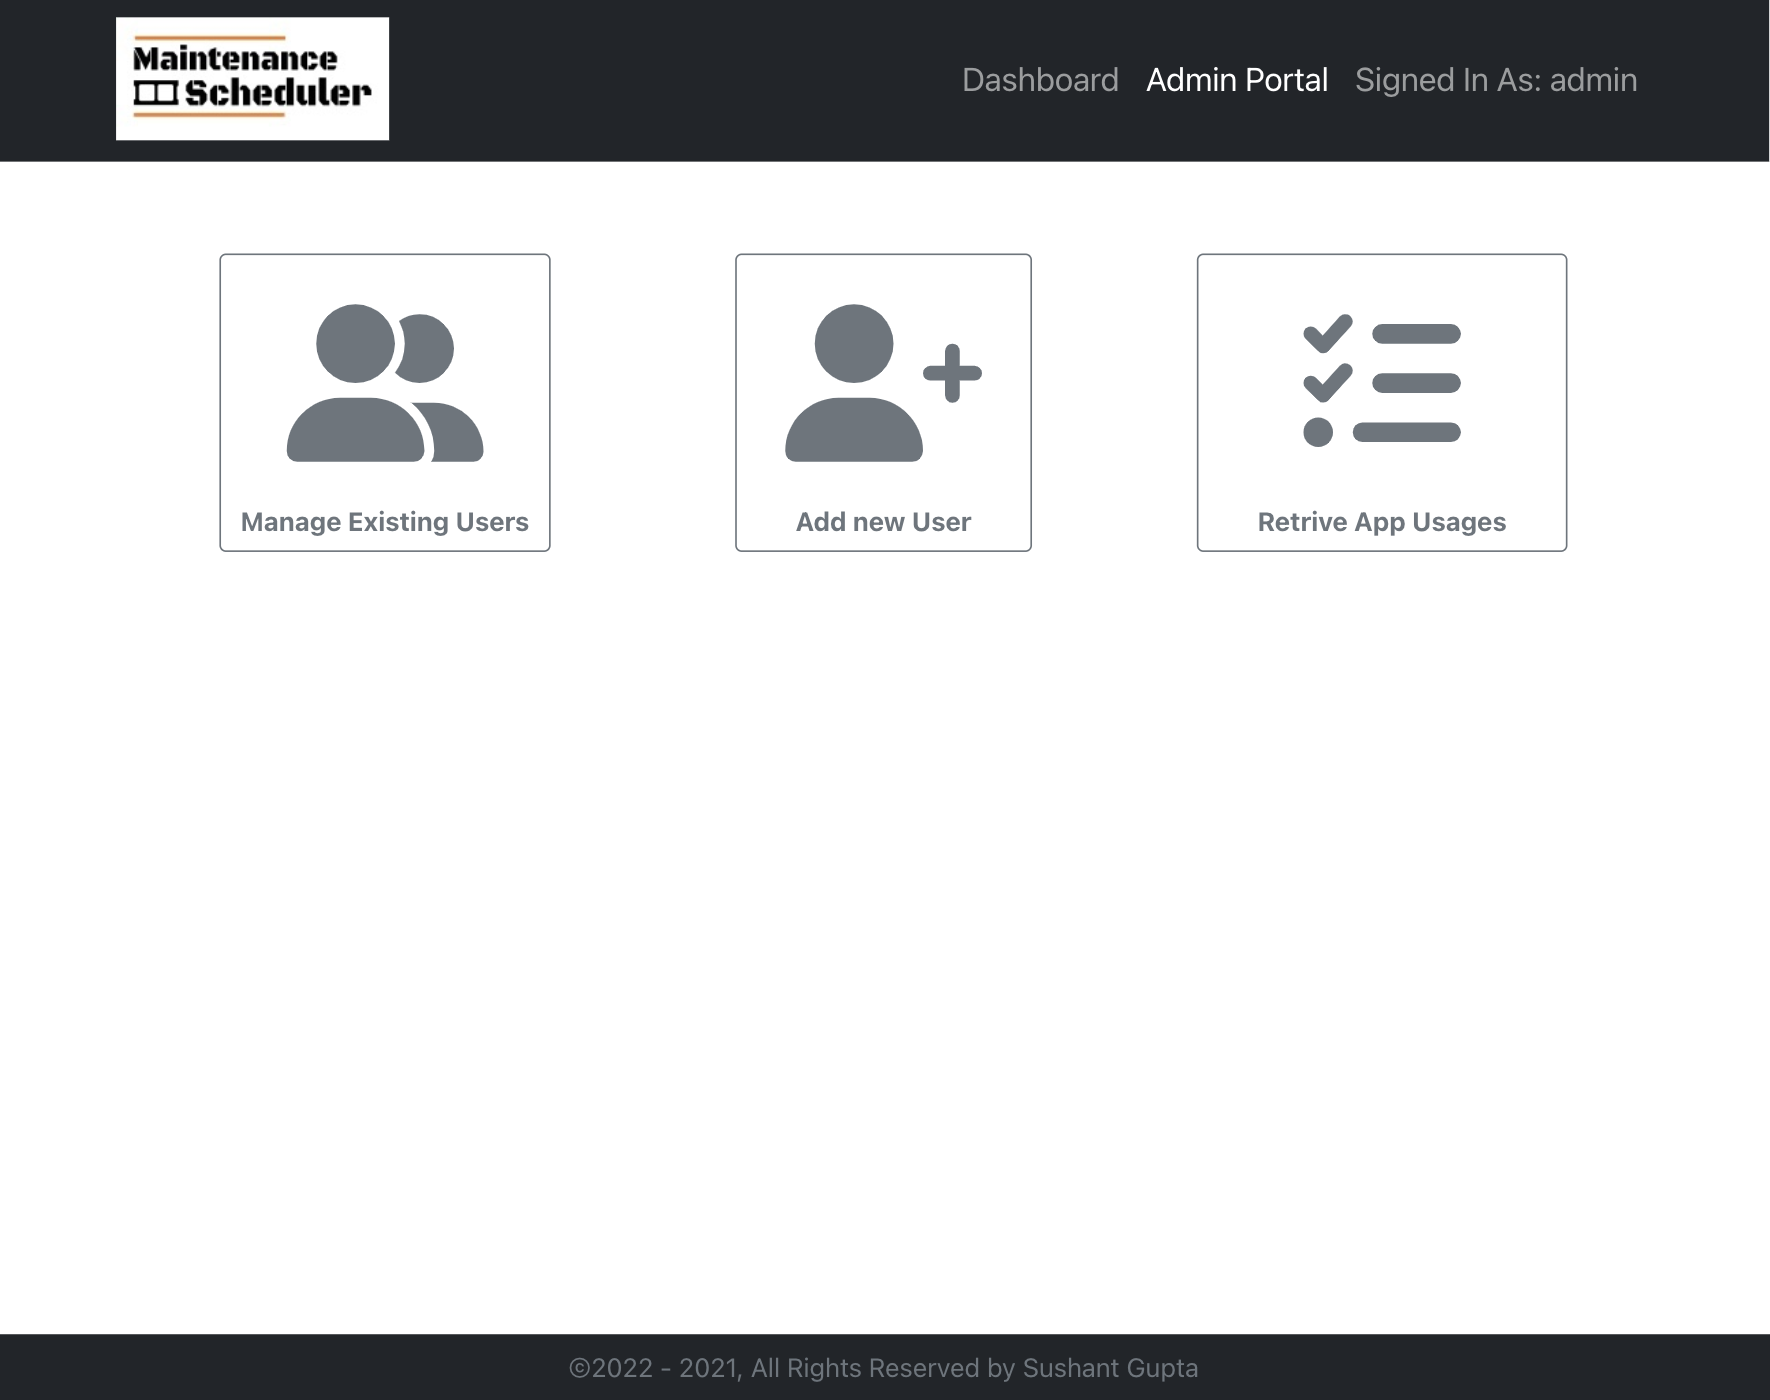 Maintenance
Scheduler
Dashboard Admin Portal Signed In As: admin
Manage Existing Users
Add new User
Retrive App Usages
©2022 - 2021, All Rights Reserved by Sushant Gupta